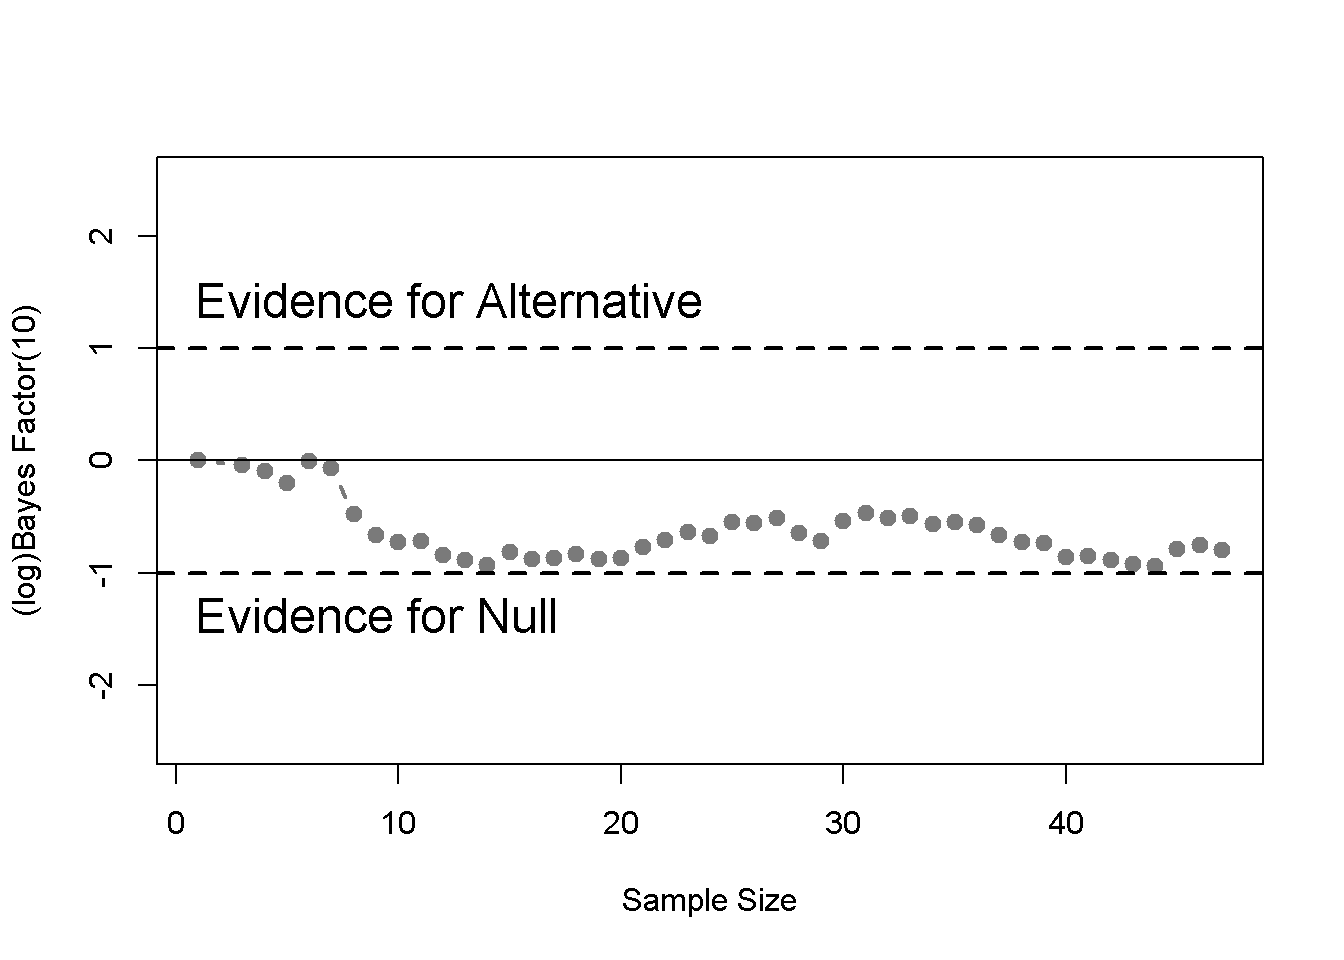 2
Evidence for Alternative
1
0
-1
Evidence for Null
-2
(log)Bayes Factor(10)
0 10 20 30 40
Sample Size